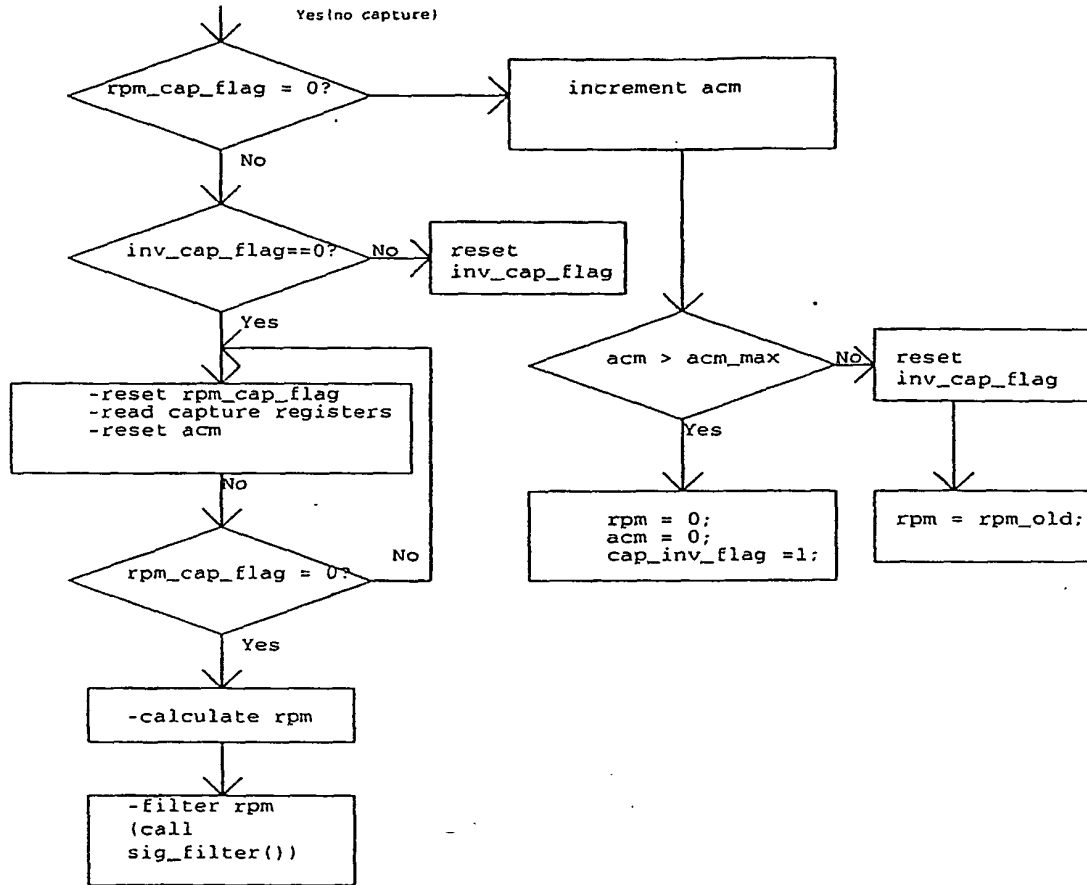 Yes(no capture)
rpm_cap_flag = 0?
increment acm
No
inv_cap_flag==0?
No
reset
inv_cap_flag
Yes
acm > acm_max
No
reset
inv_cap_flag
-reset rpm_cap_flag
-read capture registers
-reset acm
Yes
No
rpm = 0;
acm = 0;
cap_inv_flag =1;
rpm = rpm_old;
rpm_cap_flag = 0?
No
Yes
-calculate rpm
-filter rpm
(call
sig_filter())